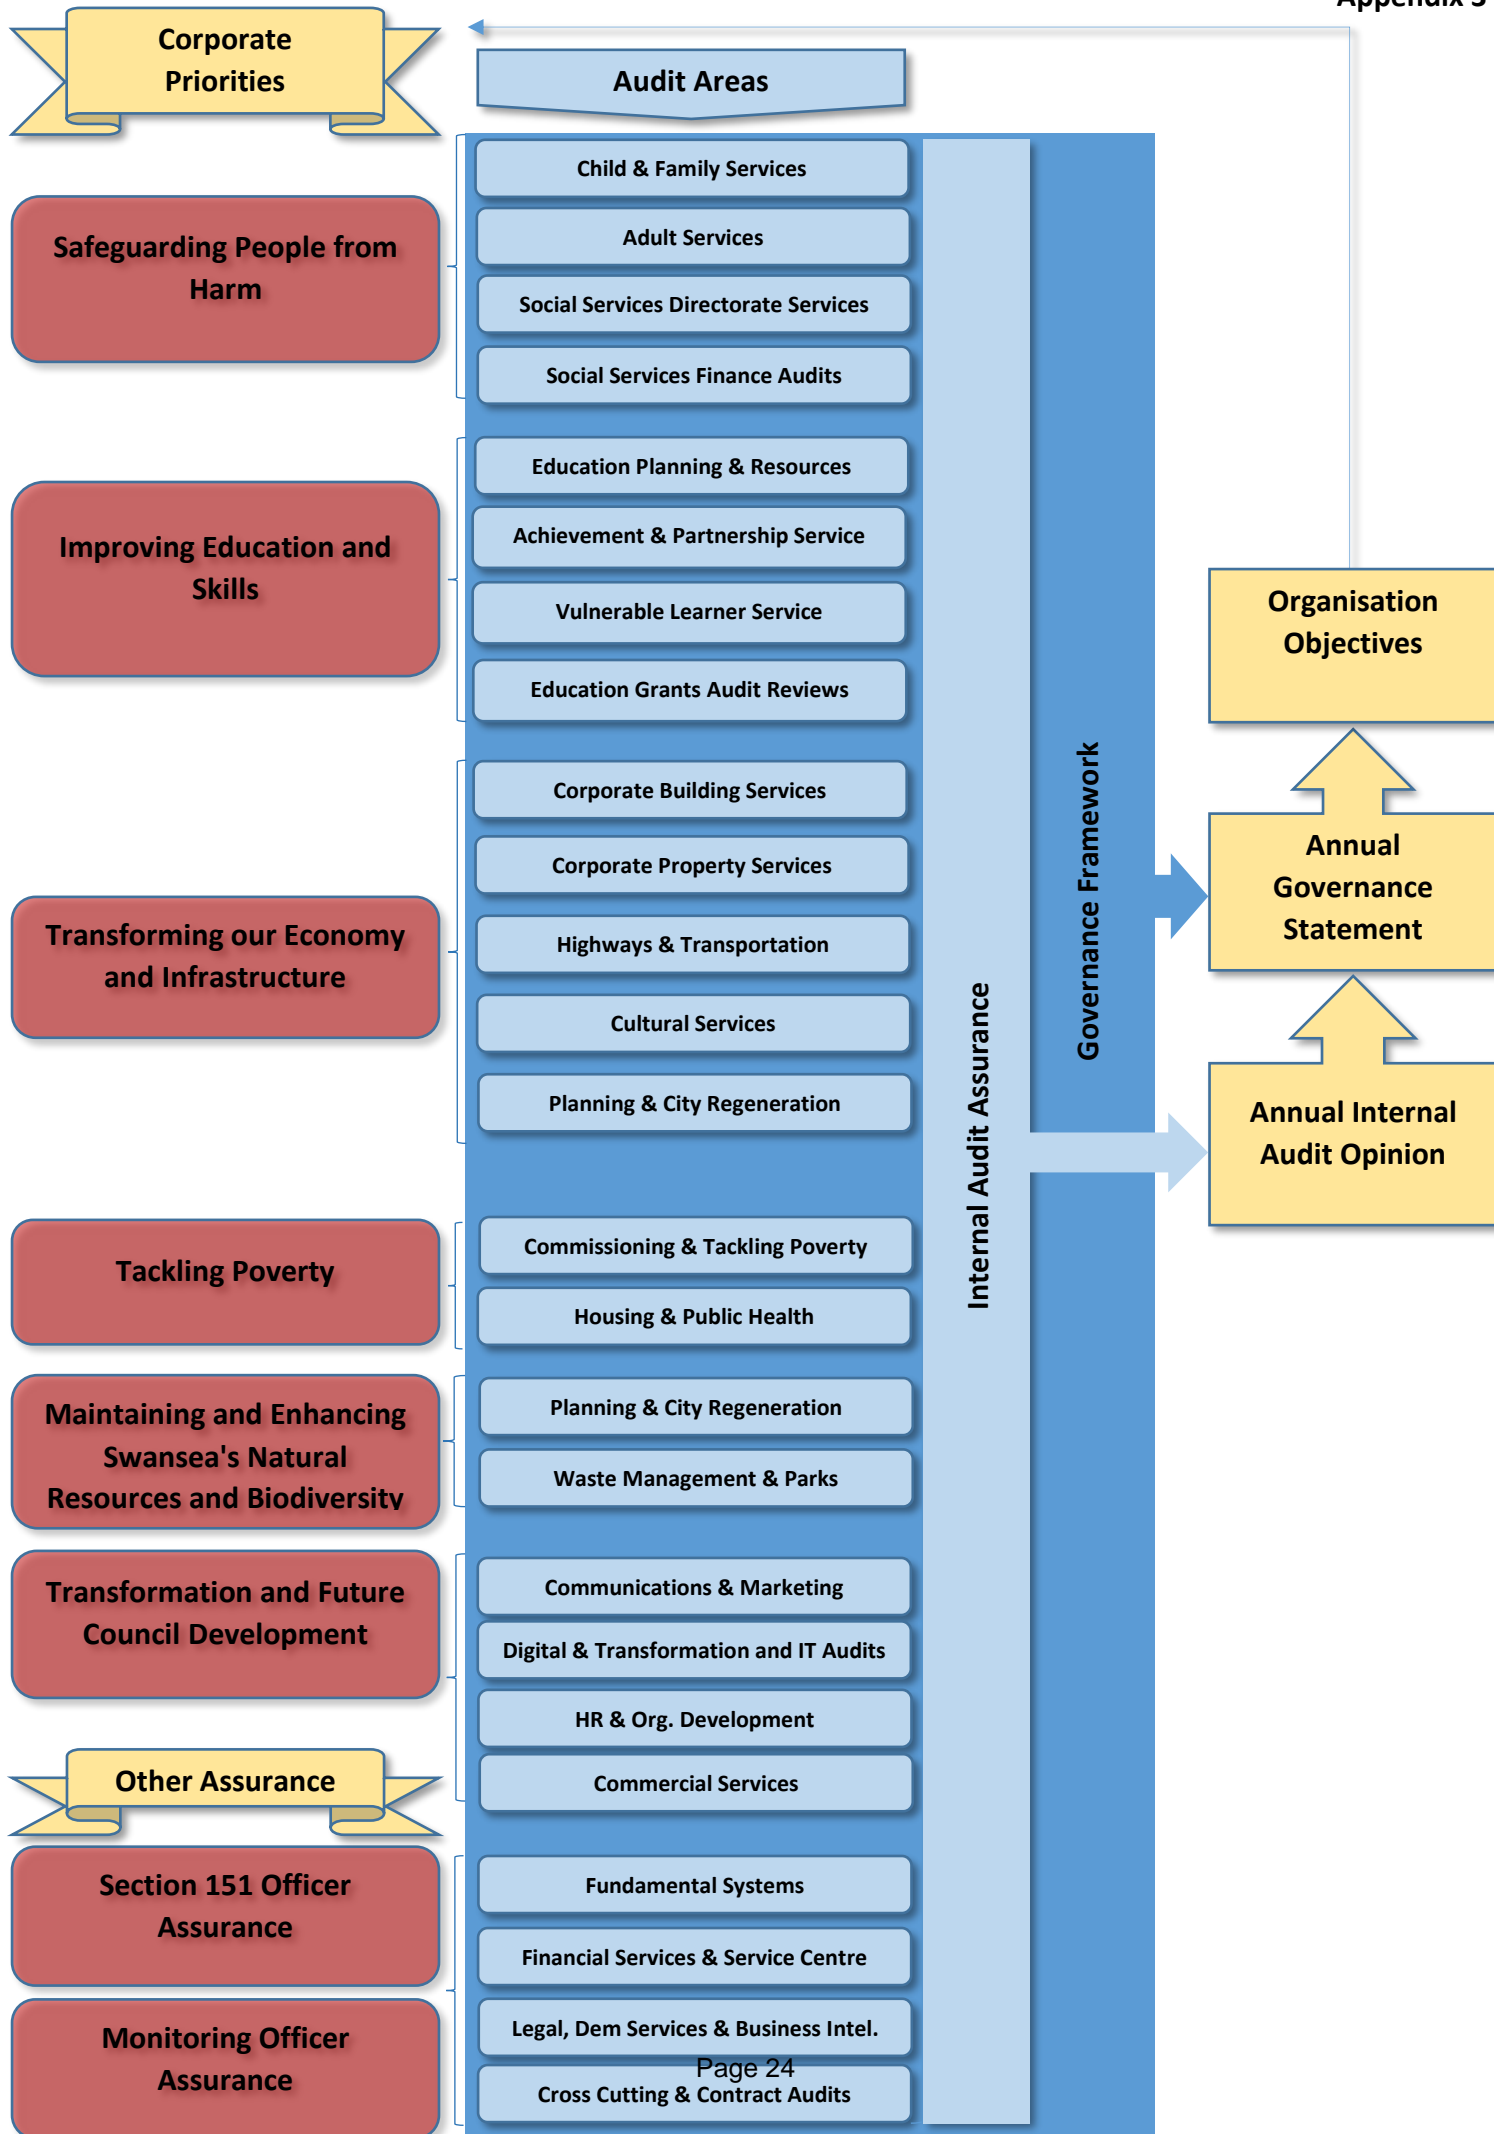 Appendix 3
Corporate
Priorities
Audit Areas
Safeguarding People from
Harm
Child & Family Services
Adult Services
Social Services Directorate Services
Social Services Finance Audits
Improving Education and
Skills
Education Planning & Resources
Achievement & Partnership Service
Vulnerable Learner Service
Education Grants Audit Reviews
Transforming our Economy
and Infrastructure
Corporate Building Services
Corporate Property Services
Highways & Transportation
Cultural Services
Planning & City Regeneration
Tackling Poverty
Commissioning & Tackling Poverty
Housing & Public Health
Maintaining and Enhancing
Swansea's Natural
Resources and Biodiversity
Planning & City Regeneration
Waste Management & Parks
Transformation and Future
Council Development
Communications & Marketing
Digital & Transformation and IT Audits
HR & Org. Development
Commercial Services
Other Assurance
Section 151 Officer
Assurance
Monitoring Officer
Assurance
Fundamental Systems
Financial Services & Service Centre
Legal, Dem Services & Business Intel.
Cross Cutting & Contract Audits
Internal Audit Assurance
Governance Framework
Organisation
Objectives
Annual
Governance
Statement
Annual Internal
Audit Opinion
Page 24